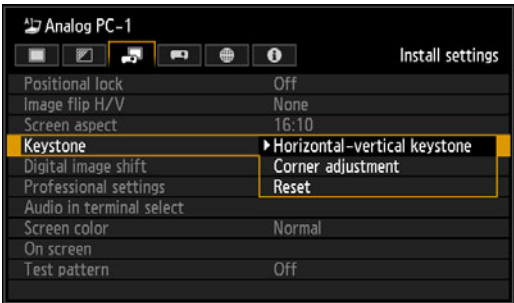 Analog PC-1
Install settings
Positional lock Off
Image flip H/V None
Screen aspect 16:10
Keystone Horizontal-vertical keystone
Digital image shift Corner adjustment
Professional settings Reset
Audio in terminal select
Screen color Normal
On screen
Test pattern Off